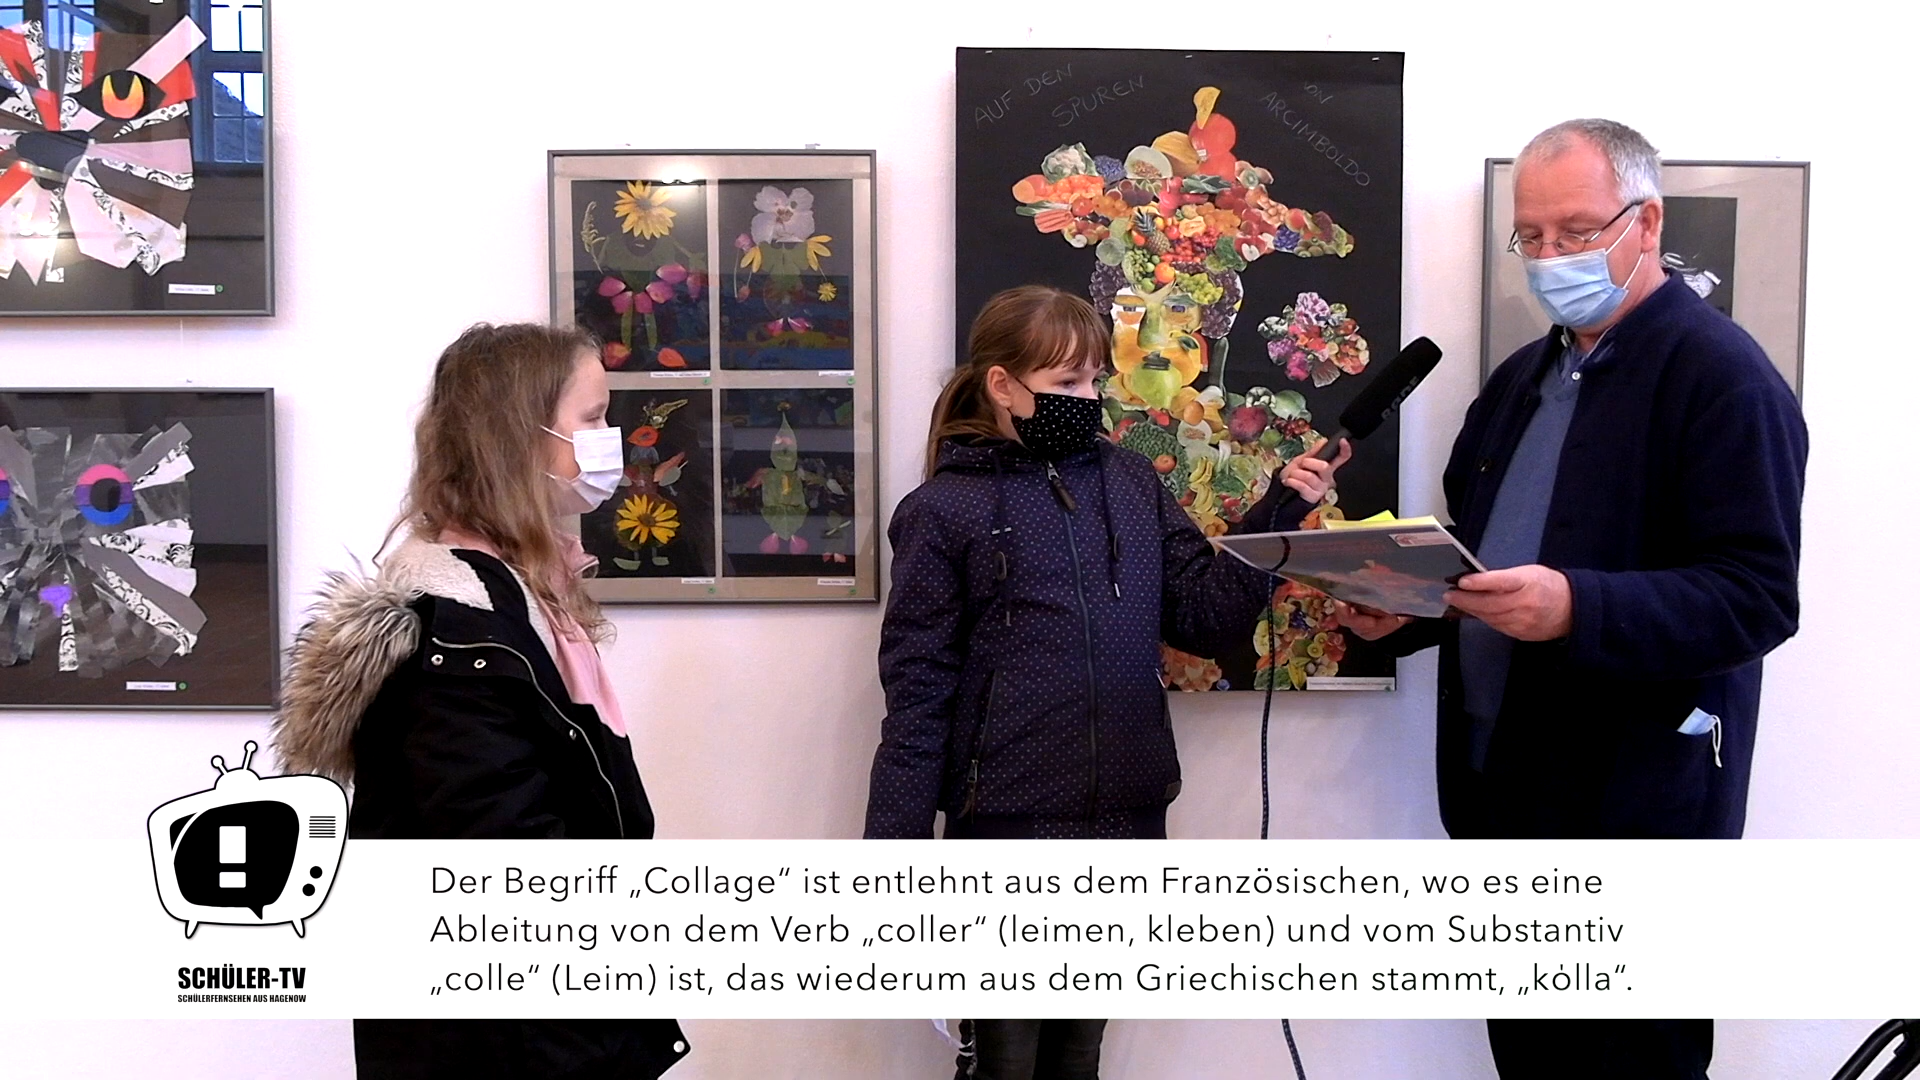 AUF DEN
SPUREN
VON
ARCIMBOLDO
RODE
Der Begriff „Collage“ ist entlehnt aus dem Französischen, wo es eine
Ableitung von dem Verb „coller“ (leimen, kleben) und vom Substantiv
„colle“ (Leim) ist, das wiederum aus dem Griechischen stammt, „kȯlla“.
SCHÜLER-TV
SCHÜLERFERNSEHEN AUS HAGENOW